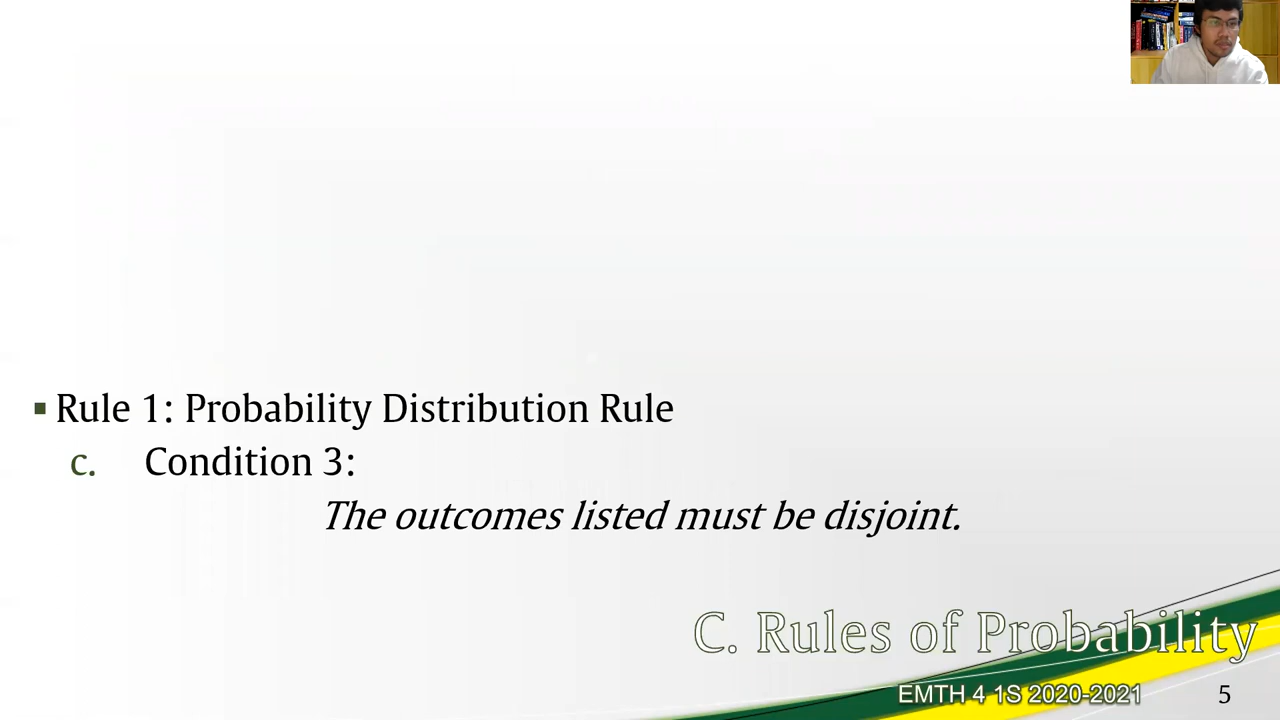 ▪ Rule 1: Probability Distribution Rule
c. Condition 3:
The outcomes listed must be disjoint.
C. Rules of Probability
EMTH 4 1S 2020-2021
5